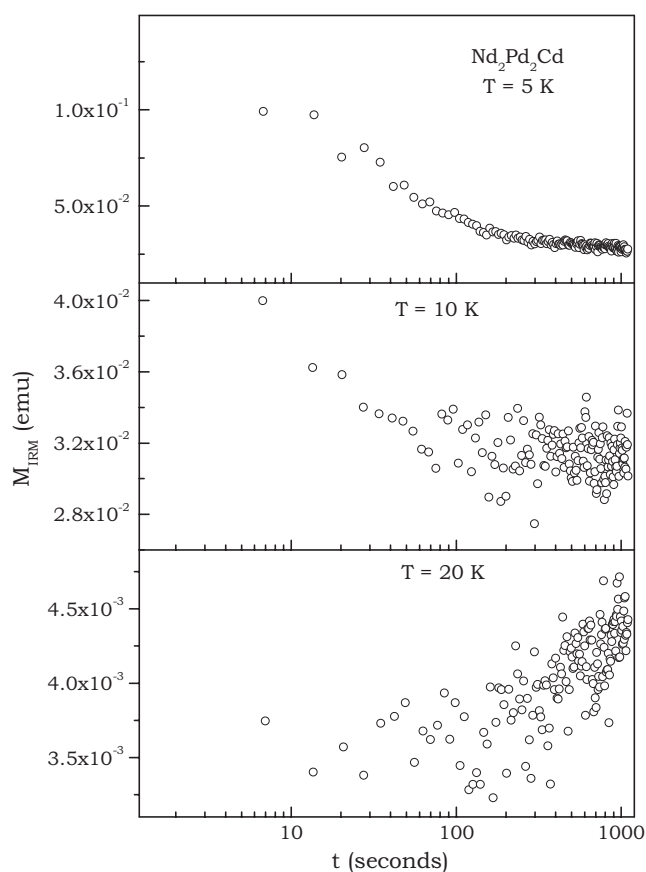 Nd₂Pd₂Cd
T = 5 K
1.0x10⁻¹
5.0x10⁻²
T = 10 K
4.0x10⁻²
3.6x10⁻²
3.2x10⁻²
2.8x10⁻²
M_IRM (emu)
T = 20 K
4.5x10⁻³
4.0x10⁻³
3.5x10⁻³
10 100 1000
t (seconds)